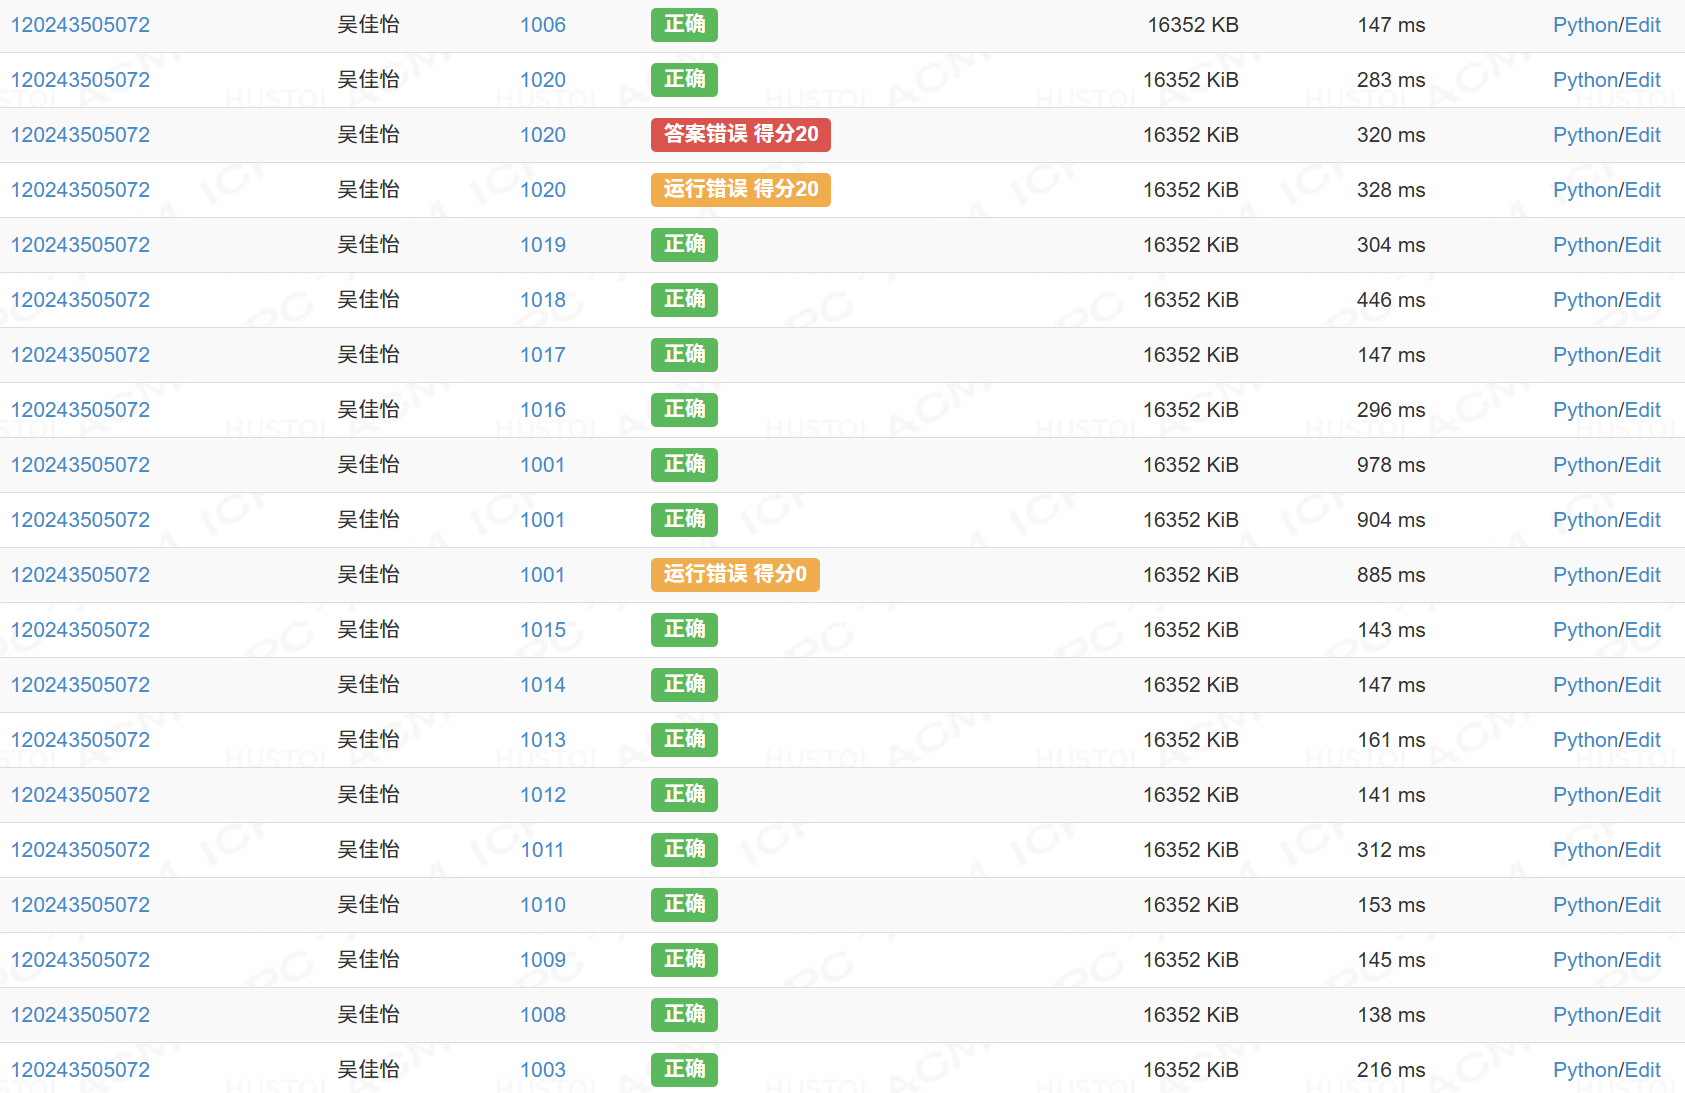 120243505072 吴佳怡 1006 正确 16352 KB 147 ms Python/Edit
120243505072 吴佳怡 1020 正确 16352 KiB 283 ms Python/Edit
120243505072 吴佳怡 1020 答案错误 得分20 16352 KiB 320 ms Python/Edit
120243505072 吴佳怡 1020 运行错误 得分20 16352 KiB 328 ms Python/Edit
120243505072 吴佳怡 1019 正确 16352 KiB 304 ms Python/Edit
120243505072 吴佳怡 1018 正确 16352 KiB 446 ms Python/Edit
120243505072 吴佳怡 1017 正确 16352 KiB 147 ms Python/Edit
120243505072 吴佳怡 1016 正确 16352 KiB 296 ms Python/Edit
120243505072 吴佳怡 1001 正确 16352 KiB 978 ms Python/Edit
120243505072 吴佳怡 1001 正确 16352 KiB 904 ms Python/Edit
120243505072 吴佳怡 1001 运行错误 得分0 16352 KiB 885 ms Python/Edit
120243505072 吴佳怡 1015 正确 16352 KiB 143 ms Python/Edit
120243505072 吴佳怡 1014 正确 16352 KiB 147 ms Python/Edit
120243505072 吴佳怡 1013 正确 16352 KiB 161 ms Python/Edit
120243505072 吴佳怡 1012 正确 16352 KiB 141 ms Python/Edit
120243505072 吴佳怡 1011 正确 16352 KiB 312 ms Python/Edit
120243505072 吴佳怡 1010 正确 16352 KiB 153 ms Python/Edit
120243505072 吴佳怡 1009 正确 16352 KiB 145 ms Python/Edit
120243505072 吴佳怡 1008 正确 16352 KiB 138 ms Python/Edit
120243505072 吴佳怡 1003 正确 16352 KiB 216 ms Python/Edit